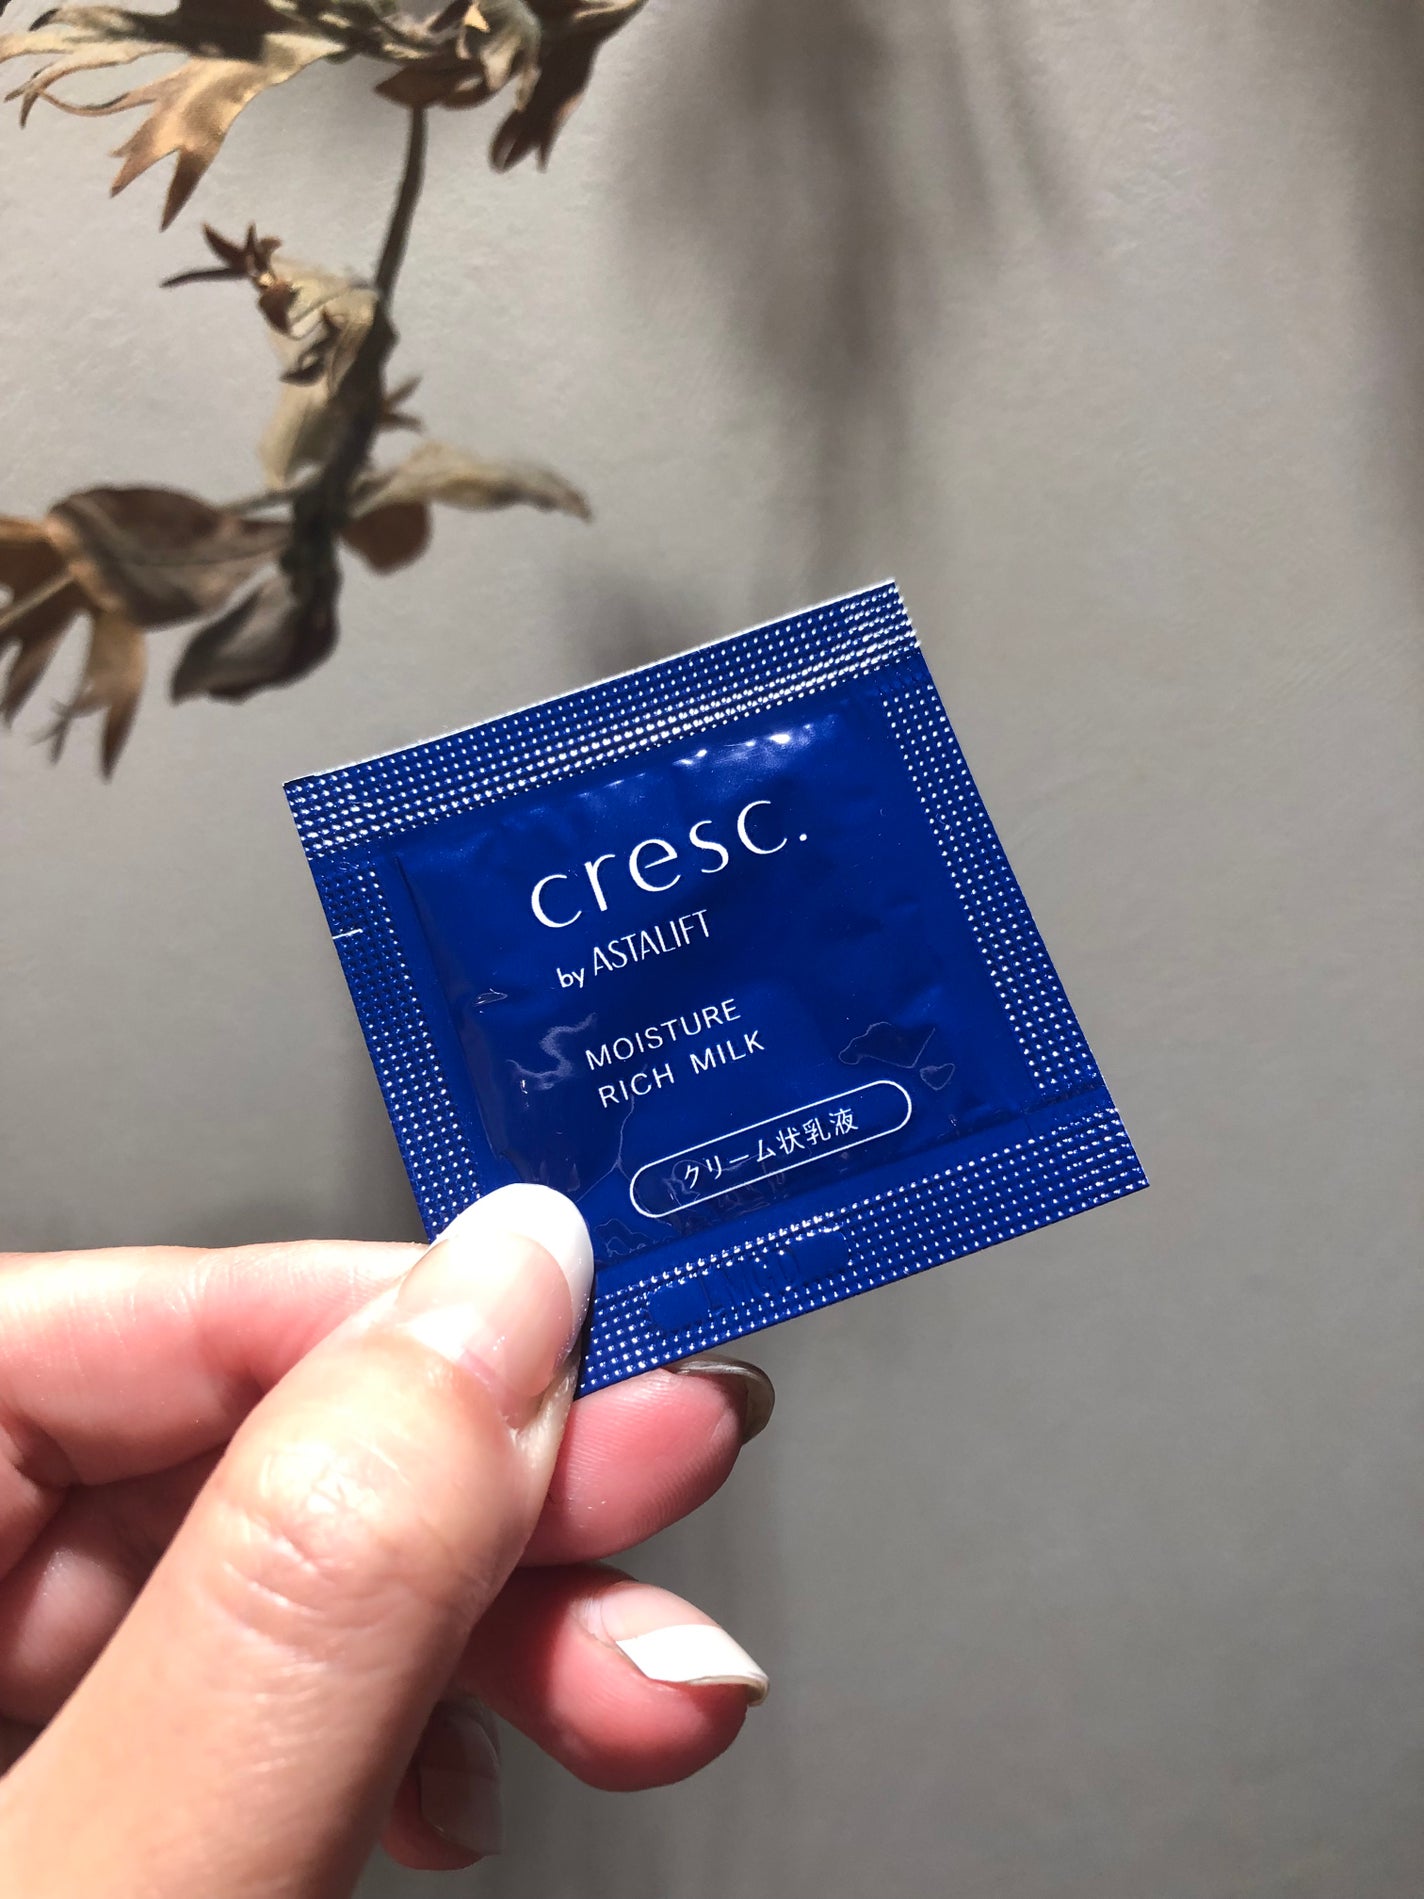 cresc.
by ASTALIFT
MOISTURE
RICH MILK
クリーム状乳液